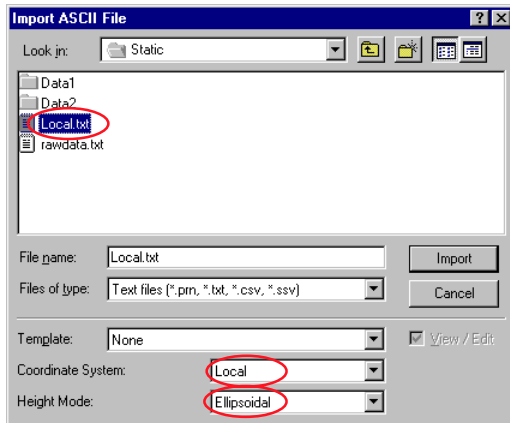 Import ASCII File
Look in: Static
Data1
Data2
Local.txt
rawdata.txt
File name: Local.txt Import
Files of type: Text files (*.prn, *.txt, *.csv, *.ssv) Cancel
Template: None View / Edit
Coordinate System: Local
Height Mode: Ellipsoidal